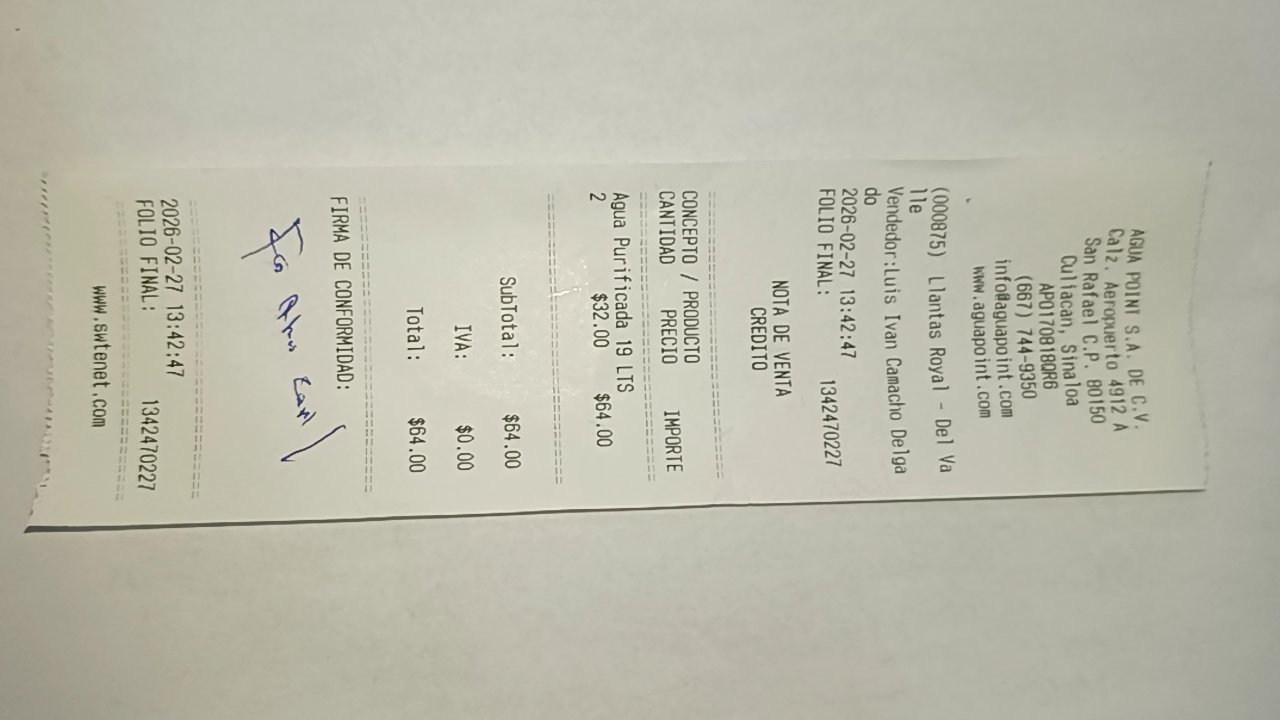 AGUA POINT S.A. DE C.V.
Calz. Aeropuerto 4912 A
San Rafael C.P. 80150
Culiacan, Sinaloa
APO170818QR6
(667) 744-9350
info@aguapoint.com
www.aguapoint.com
(000875) Llantas Royal - Del Va
lle
Vendedor:Luis Ivan Camacho Delga
do
2026-02-27 13:42:47
FOLIO FINAL: 1342470227
NOTA DE VENTA
CREDITO
================================
CONCEPTO / PRODUCTO
CANTIDAD PRECIO IMPORTE
================================
Agua Purificada 19 LTS
2 $32.00 $64.00
================================
SubTotal: $64.00
IVA: $0.00
Total: $64.00
================================
FIRMA DE CONFORMIDAD:
================================
2026-02-27 13:42:47
FOLIO FINAL: 1342470227
================================
www.swtenet.com